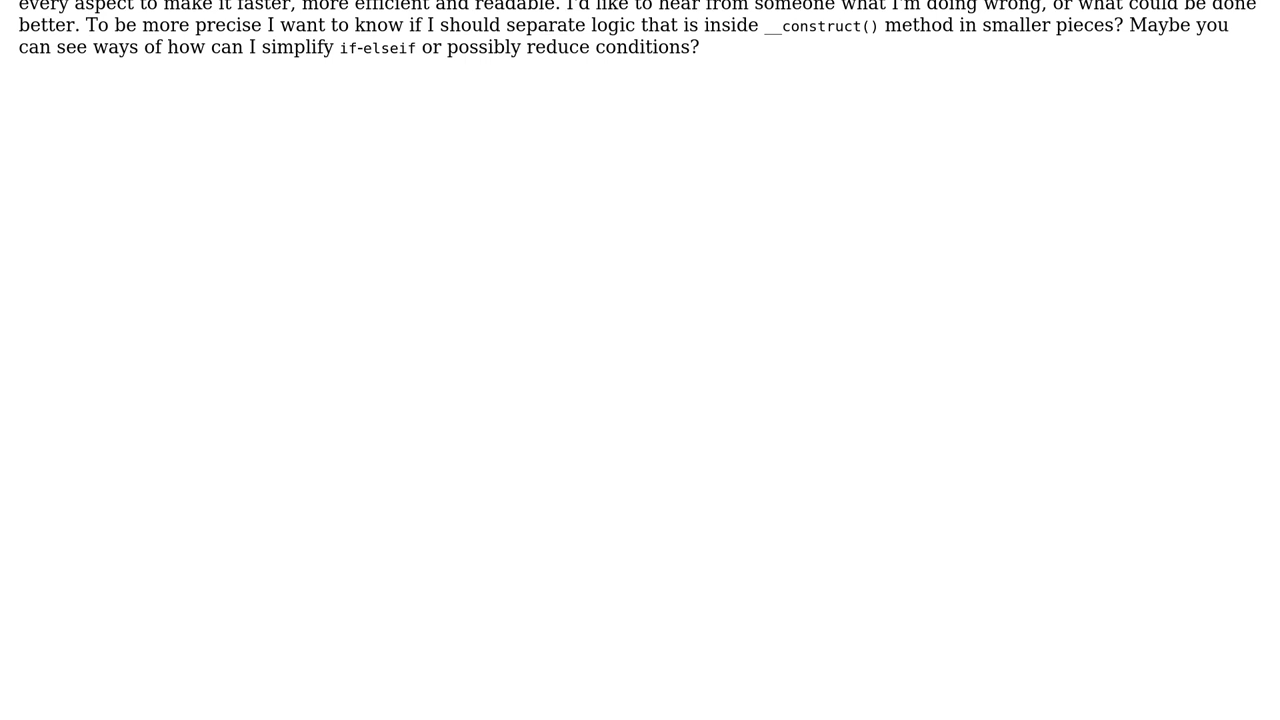 every aspect to make it faster, more efficient and readable. I'd like to hear from someone what I'm doing wrong, or what could be done
better. To be more precise I want to know if I should separate logic that is inside __construct() method in smaller pieces? Maybe you
can see ways of how can I simplify if-elseif or possibly reduce conditions?